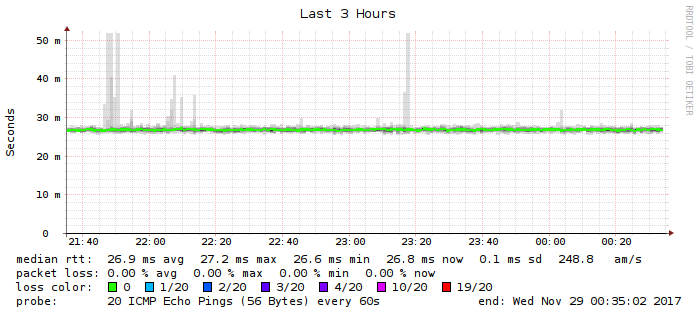 Last 3 Hours
RRDTOOL / TOBI OETIKER
Seconds
50 m
40 m
30 m
20 m
10 m
0
21:40 22:00 22:20 22:40 23:00 23:20 23:40 00:00 00:20
median rtt: 26.9 ms avg 27.2 ms max 26.6 ms min 26.8 ms now 0.1 ms sd 248.8 am/s
packet loss: 0.00 % avg 0.00 % max 0.00 % min 0.00 % now
loss color: 0 1/20 2/20 3/20 4/20 10/20 19/20
probe: 20 ICMP Echo Pings (56 Bytes) every 60s end: Wed Nov 29 00:35:02 2017